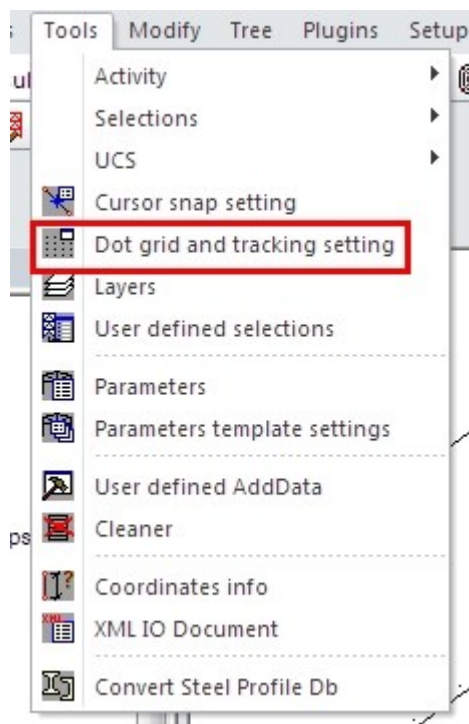 Tools Modify Tree Plugins Setup
Activity
Selections
UCS
Cursor snap setting
Dot grid and tracking setting
Layers
User defined selections
Parameters
Parameters template settings
User defined AddData
Cleaner
Coordinates info
XML IO Document
Convert Steel Profile Db